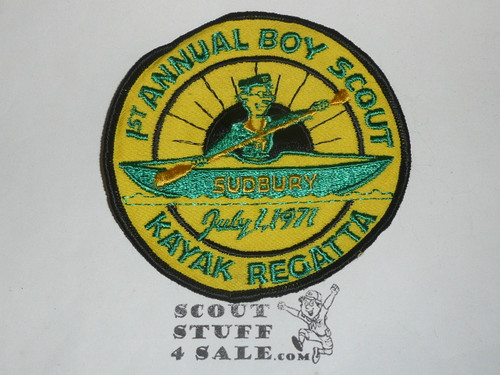 1ST ANNUAL BOY SCOUT
SUDBURY
July 1, 1971
KAYAK REGATTA
SCOUT
STUFF
4 SALE.com